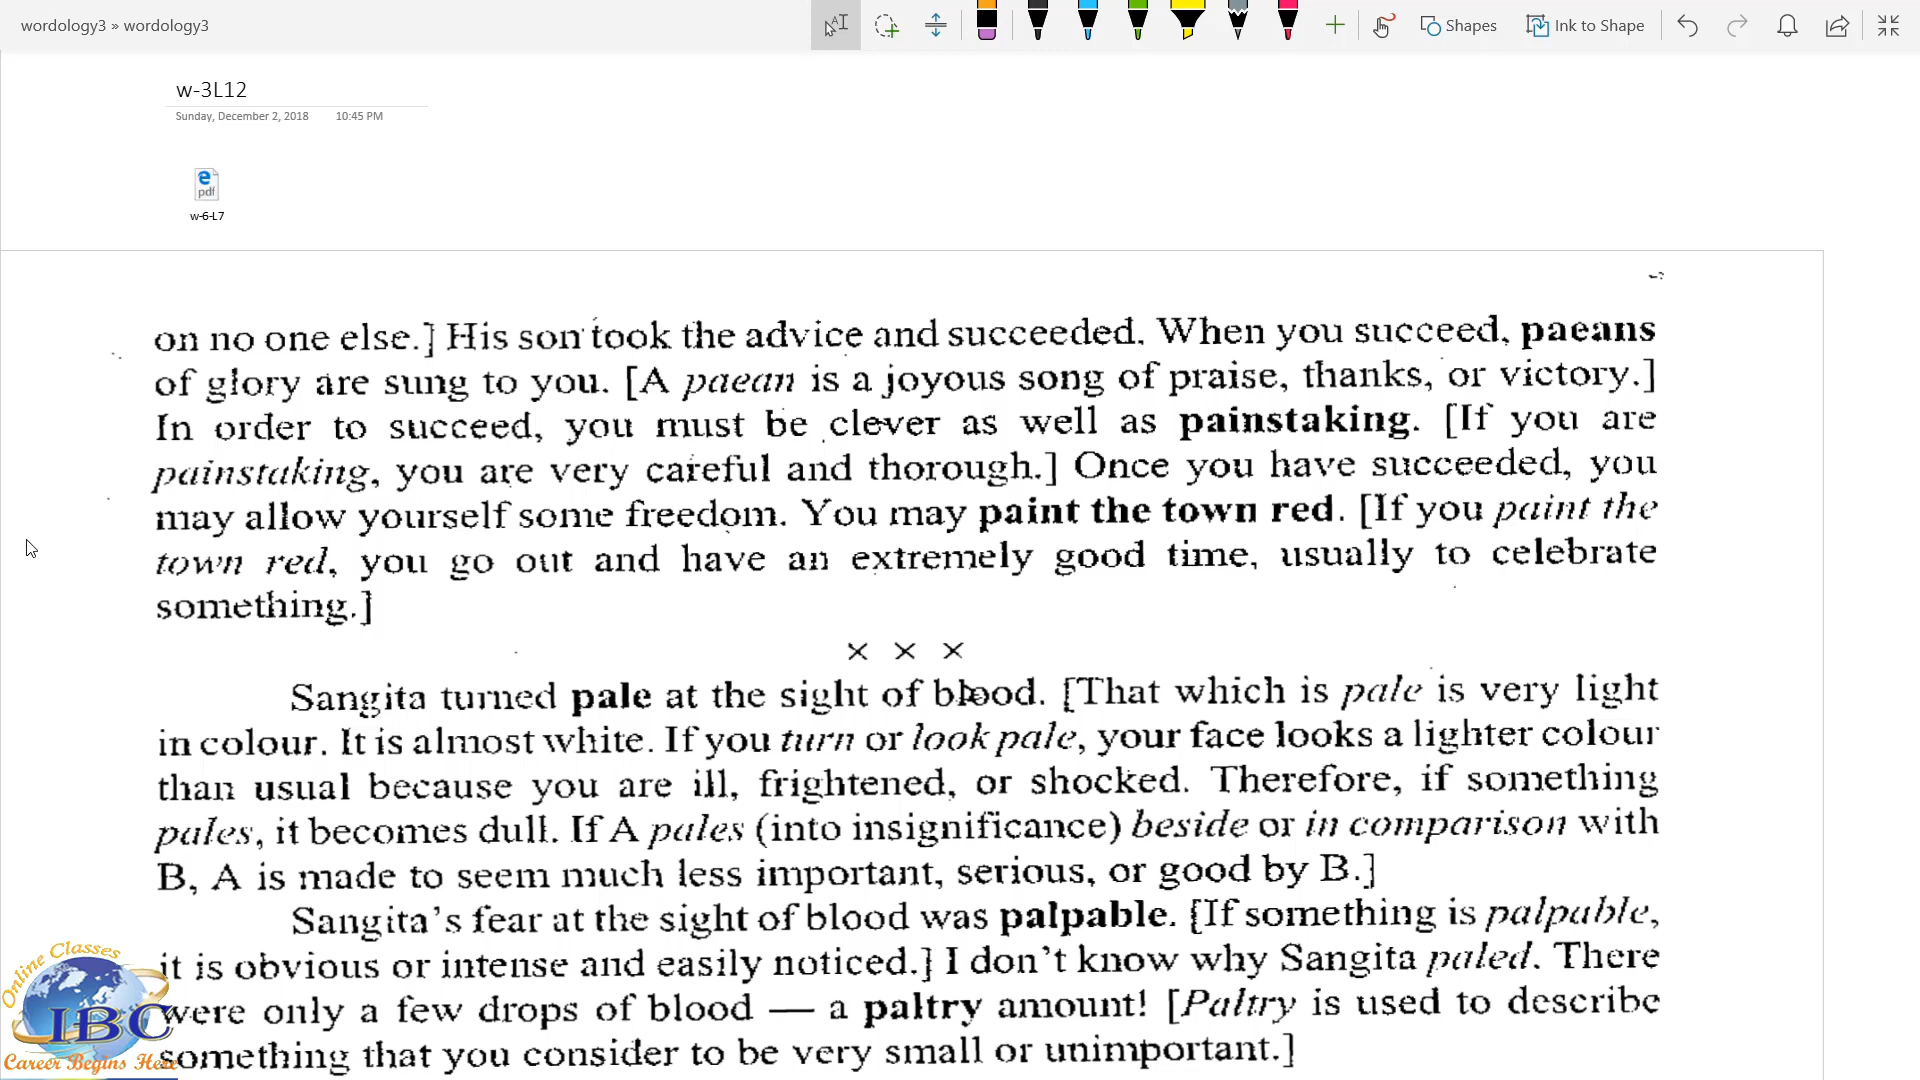 wordology3 » wordology3
Shapes
Ink to Shape
w-3L12
Sunday, December 2, 2018 10:45 PM
e
pdf
w-6-L7
on no one else.] His son took the advice and succeeded. When you succeed, paeans
of glory are sung to you. [A paean is a joyous song of praise, thanks, or victory.]
In order to succeed, you must be clever as well as painstaking. [If you are
painstaking, you are very careful and thorough.] Once you have succeeded, you
may allow yourself some freedom. You may paint the town red. [If you paint the
town red, you go out and have an extremely good time, usually to celebrate
something.]
× × ×
Sangita turned pale at the sight of blood. [That which is pale is very light
in colour. It is almost white. If you turn or look pale, your face looks a lighter colour
than usual because you are ill, frightened, or shocked. Therefore, if something
pales, it becomes dull. If A pales (into insignificance) beside or in comparison with
B, A is made to seem much less important, serious, or good by B.]
Sangita's fear at the sight of blood was palpable. [If something is palpable,
it is obvious or intense and easily noticed.] I don't know why Sangita paled. There
were only a few drops of blood — a paltry amount! [Paltry is used to describe
something that you consider to be very small or unimportant.]
Online Classes
IBC
Career Begins Here